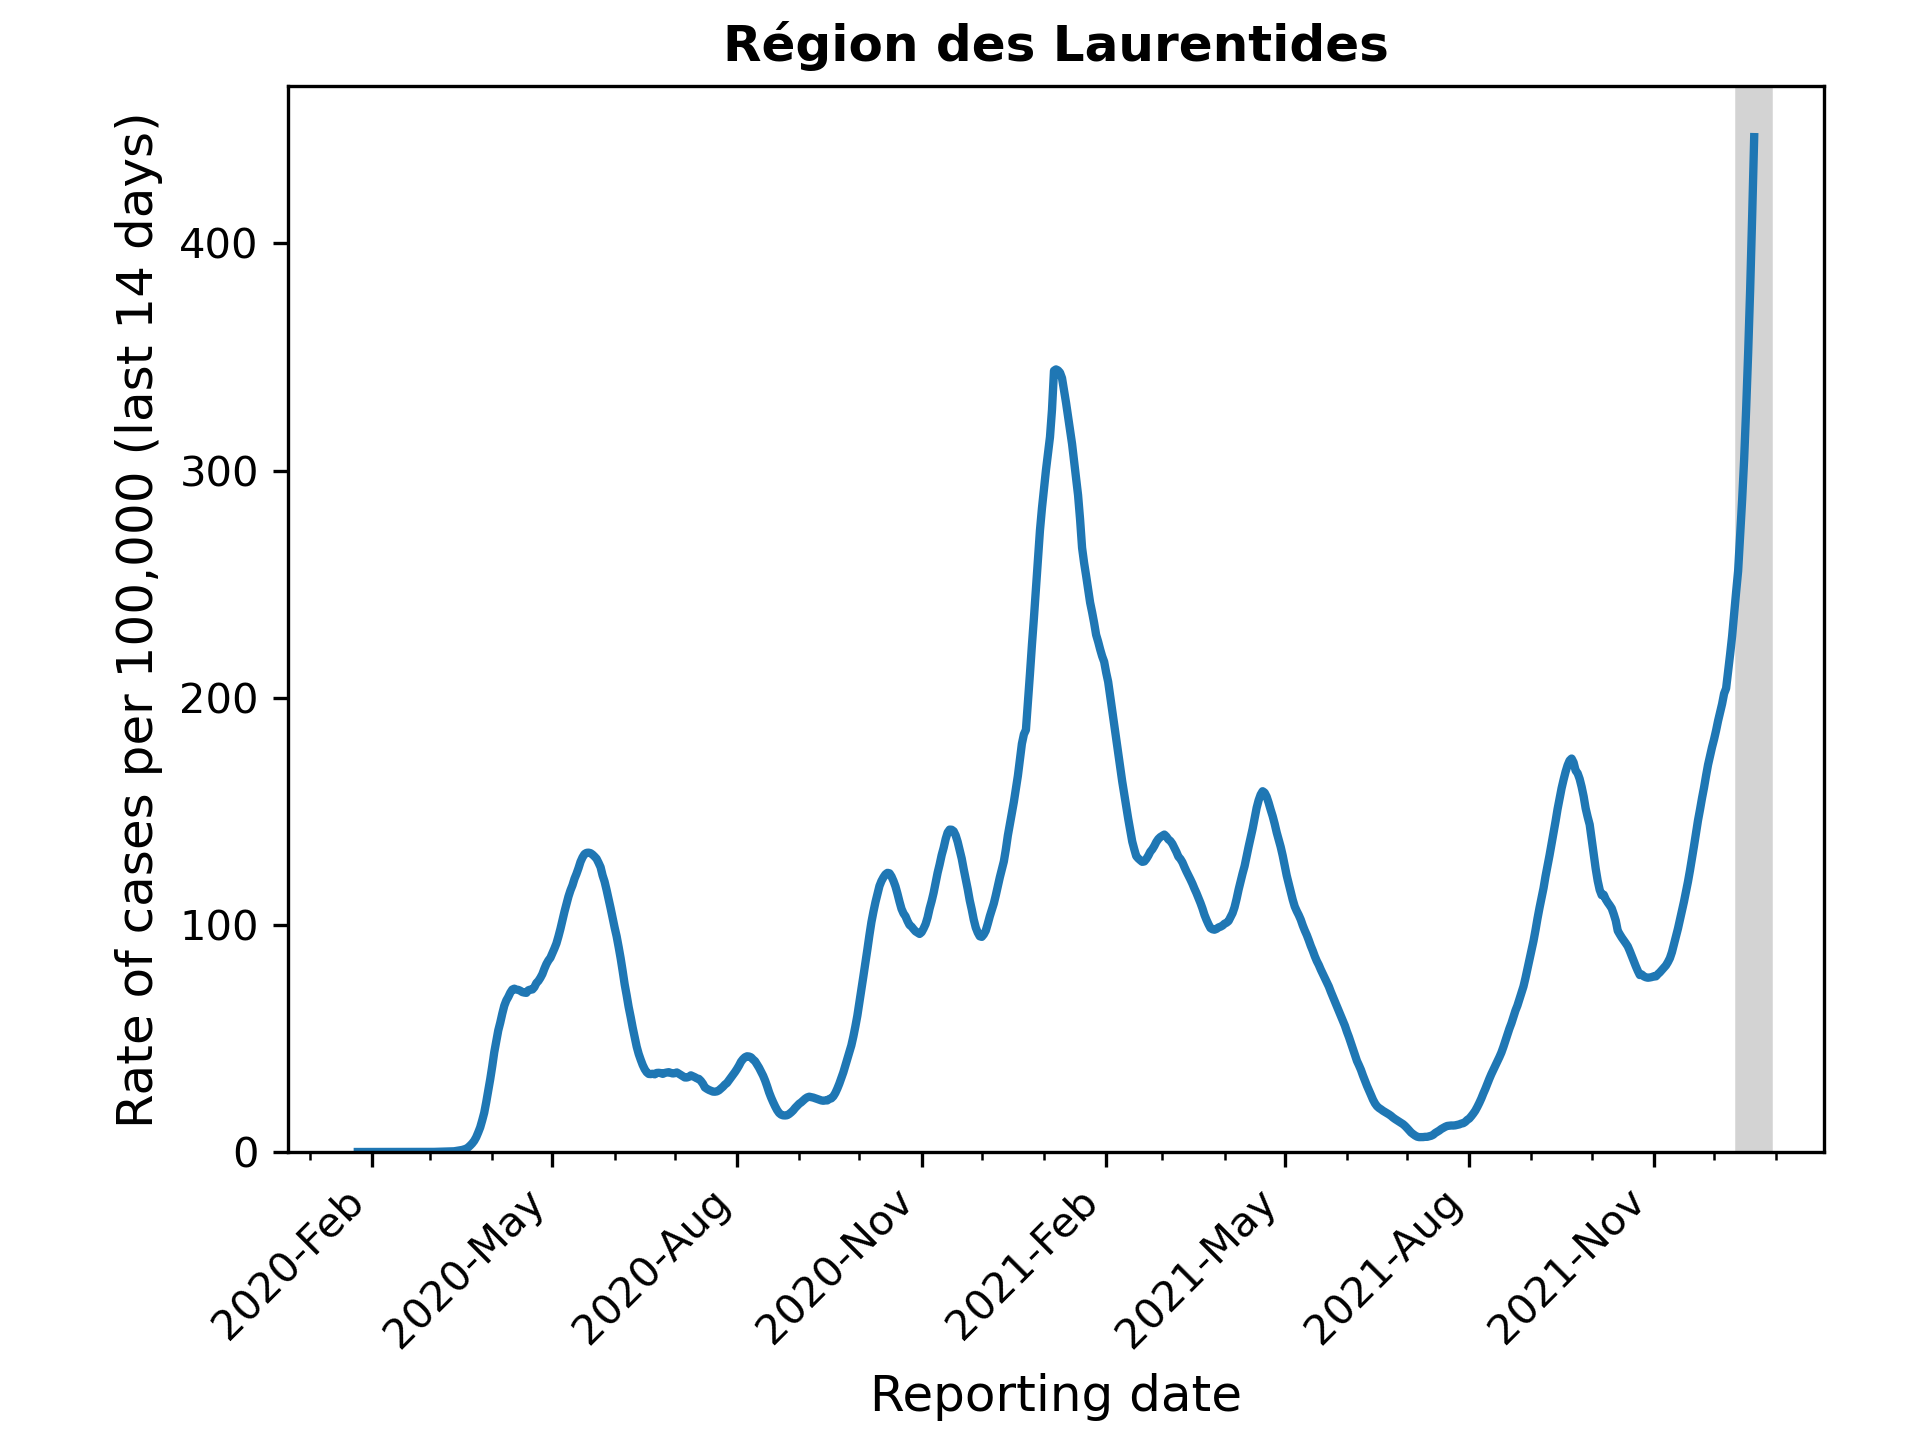 Région des Laurentides
Rate of cases per 100,000 (last 14 days)
400
300
200
100
0
2020-Feb
2020-May
2020-Aug
2020-Nov
2021-Feb
2021-May
2021-Aug
2021-Nov
Reporting date